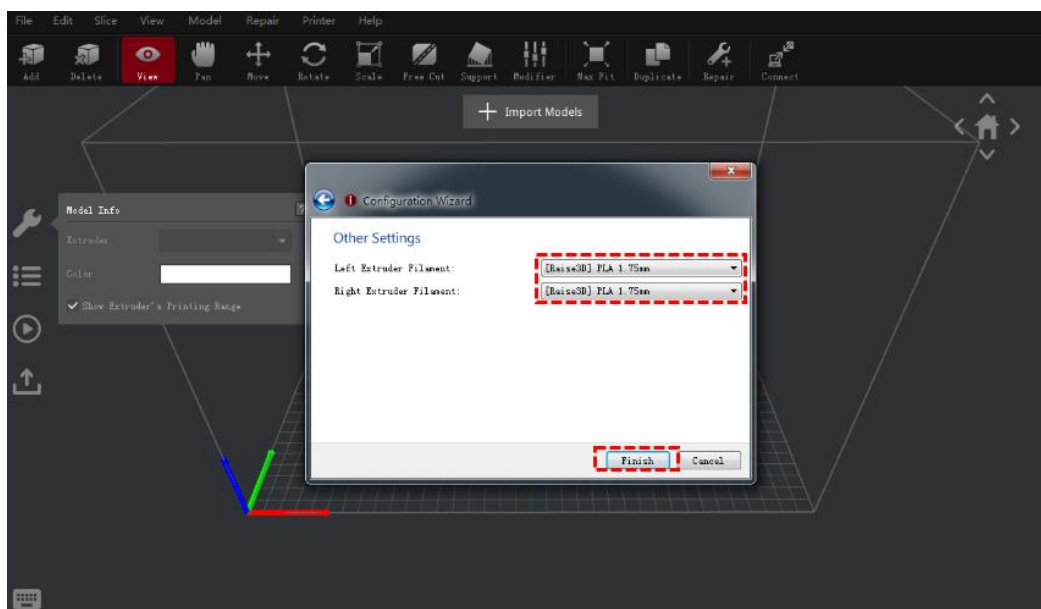 File Edit Slice View Model Repair Printer Help
Add Delete View Pan Move Rotate Scale Free Cut Support Modifier Max Fit Duplicate Repair Connect
+ Import Models
Configuration Wizard
Model Info ?
Other Settings
Extruder
Left Extruder Filament: [Raise3D] PLA 1.75mm
Color
Right Extruder Filament: [Raise3D] PLA 1.75mm
Show Extruder's Printing Range
Finish Cancel